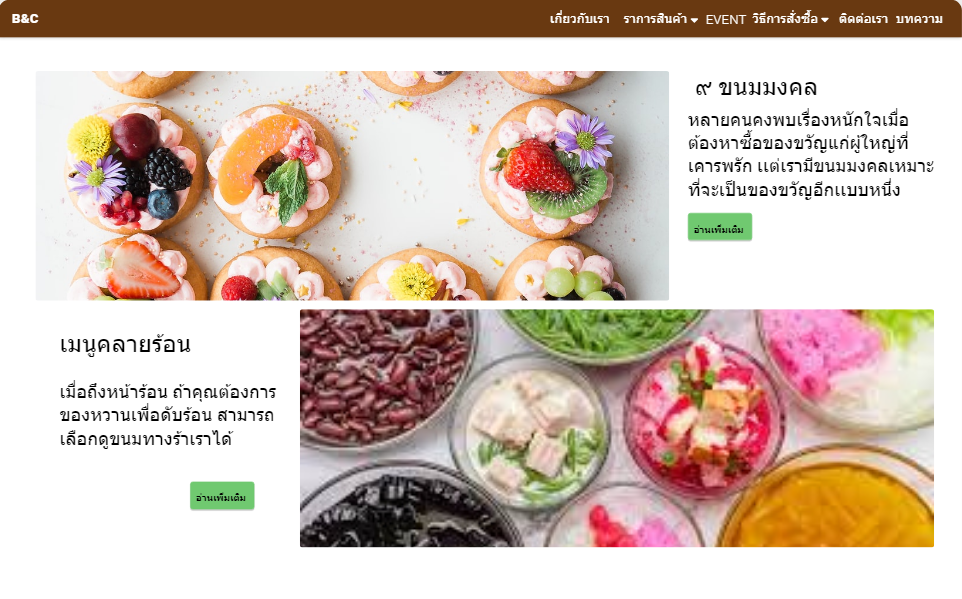 B&C
เกี่ยวกับเรา ราการสินค้า EVENT วิธีการสั่งซื้อ ติดต่อเรา บทความ
๙ ขนมมงคล
หลายคนคงพบเรื่องหนักใจเมื่อ
ต้องหาซื้อของขวัญแก่ผู้ใหญ่ที่
เคารพรัก แต่เรามีขนมมงคลเหมาะ
ที่จะเป็นของขวัญอีกแบบหนึ่ง
อ่านเพิ่มเติม
เมนูคลายร้อน
เมื่อถึงหน้าร้อน ถ้าคุณต้องการ
ของหวานเพื่อดับร้อน สามารถ
เลือกดูขนมทางร้าเราได้
อ่านเพิ่มเติม